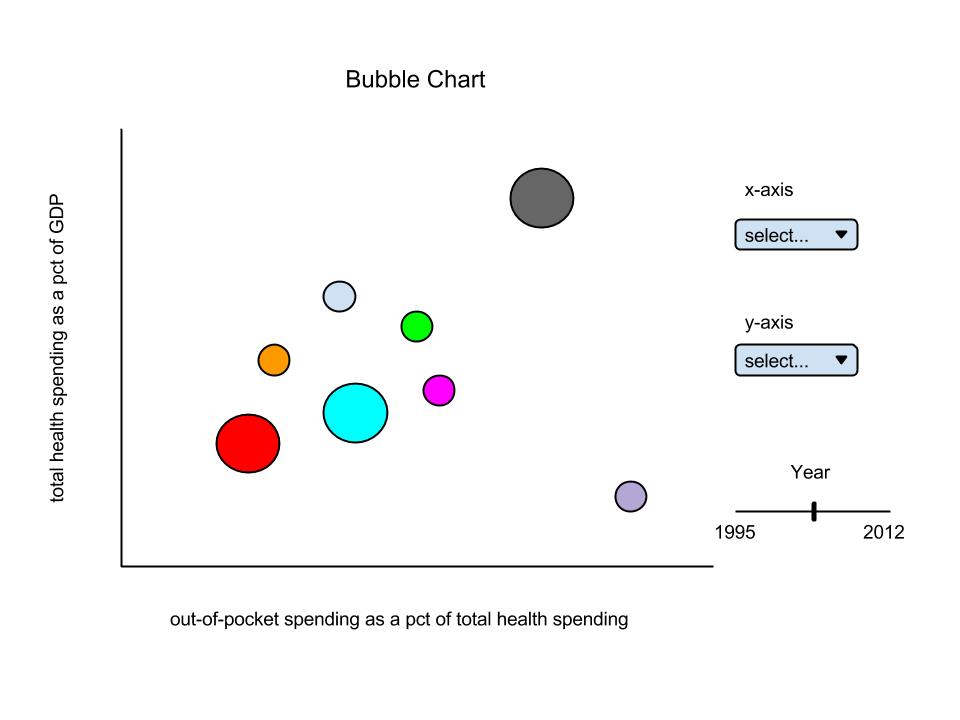 Bubble Chart
total health spending as a pct of GDP
x-axis
select...
y-axis
select...
Year
1995
2012
out-of-pocket spending as a pct of total health spending